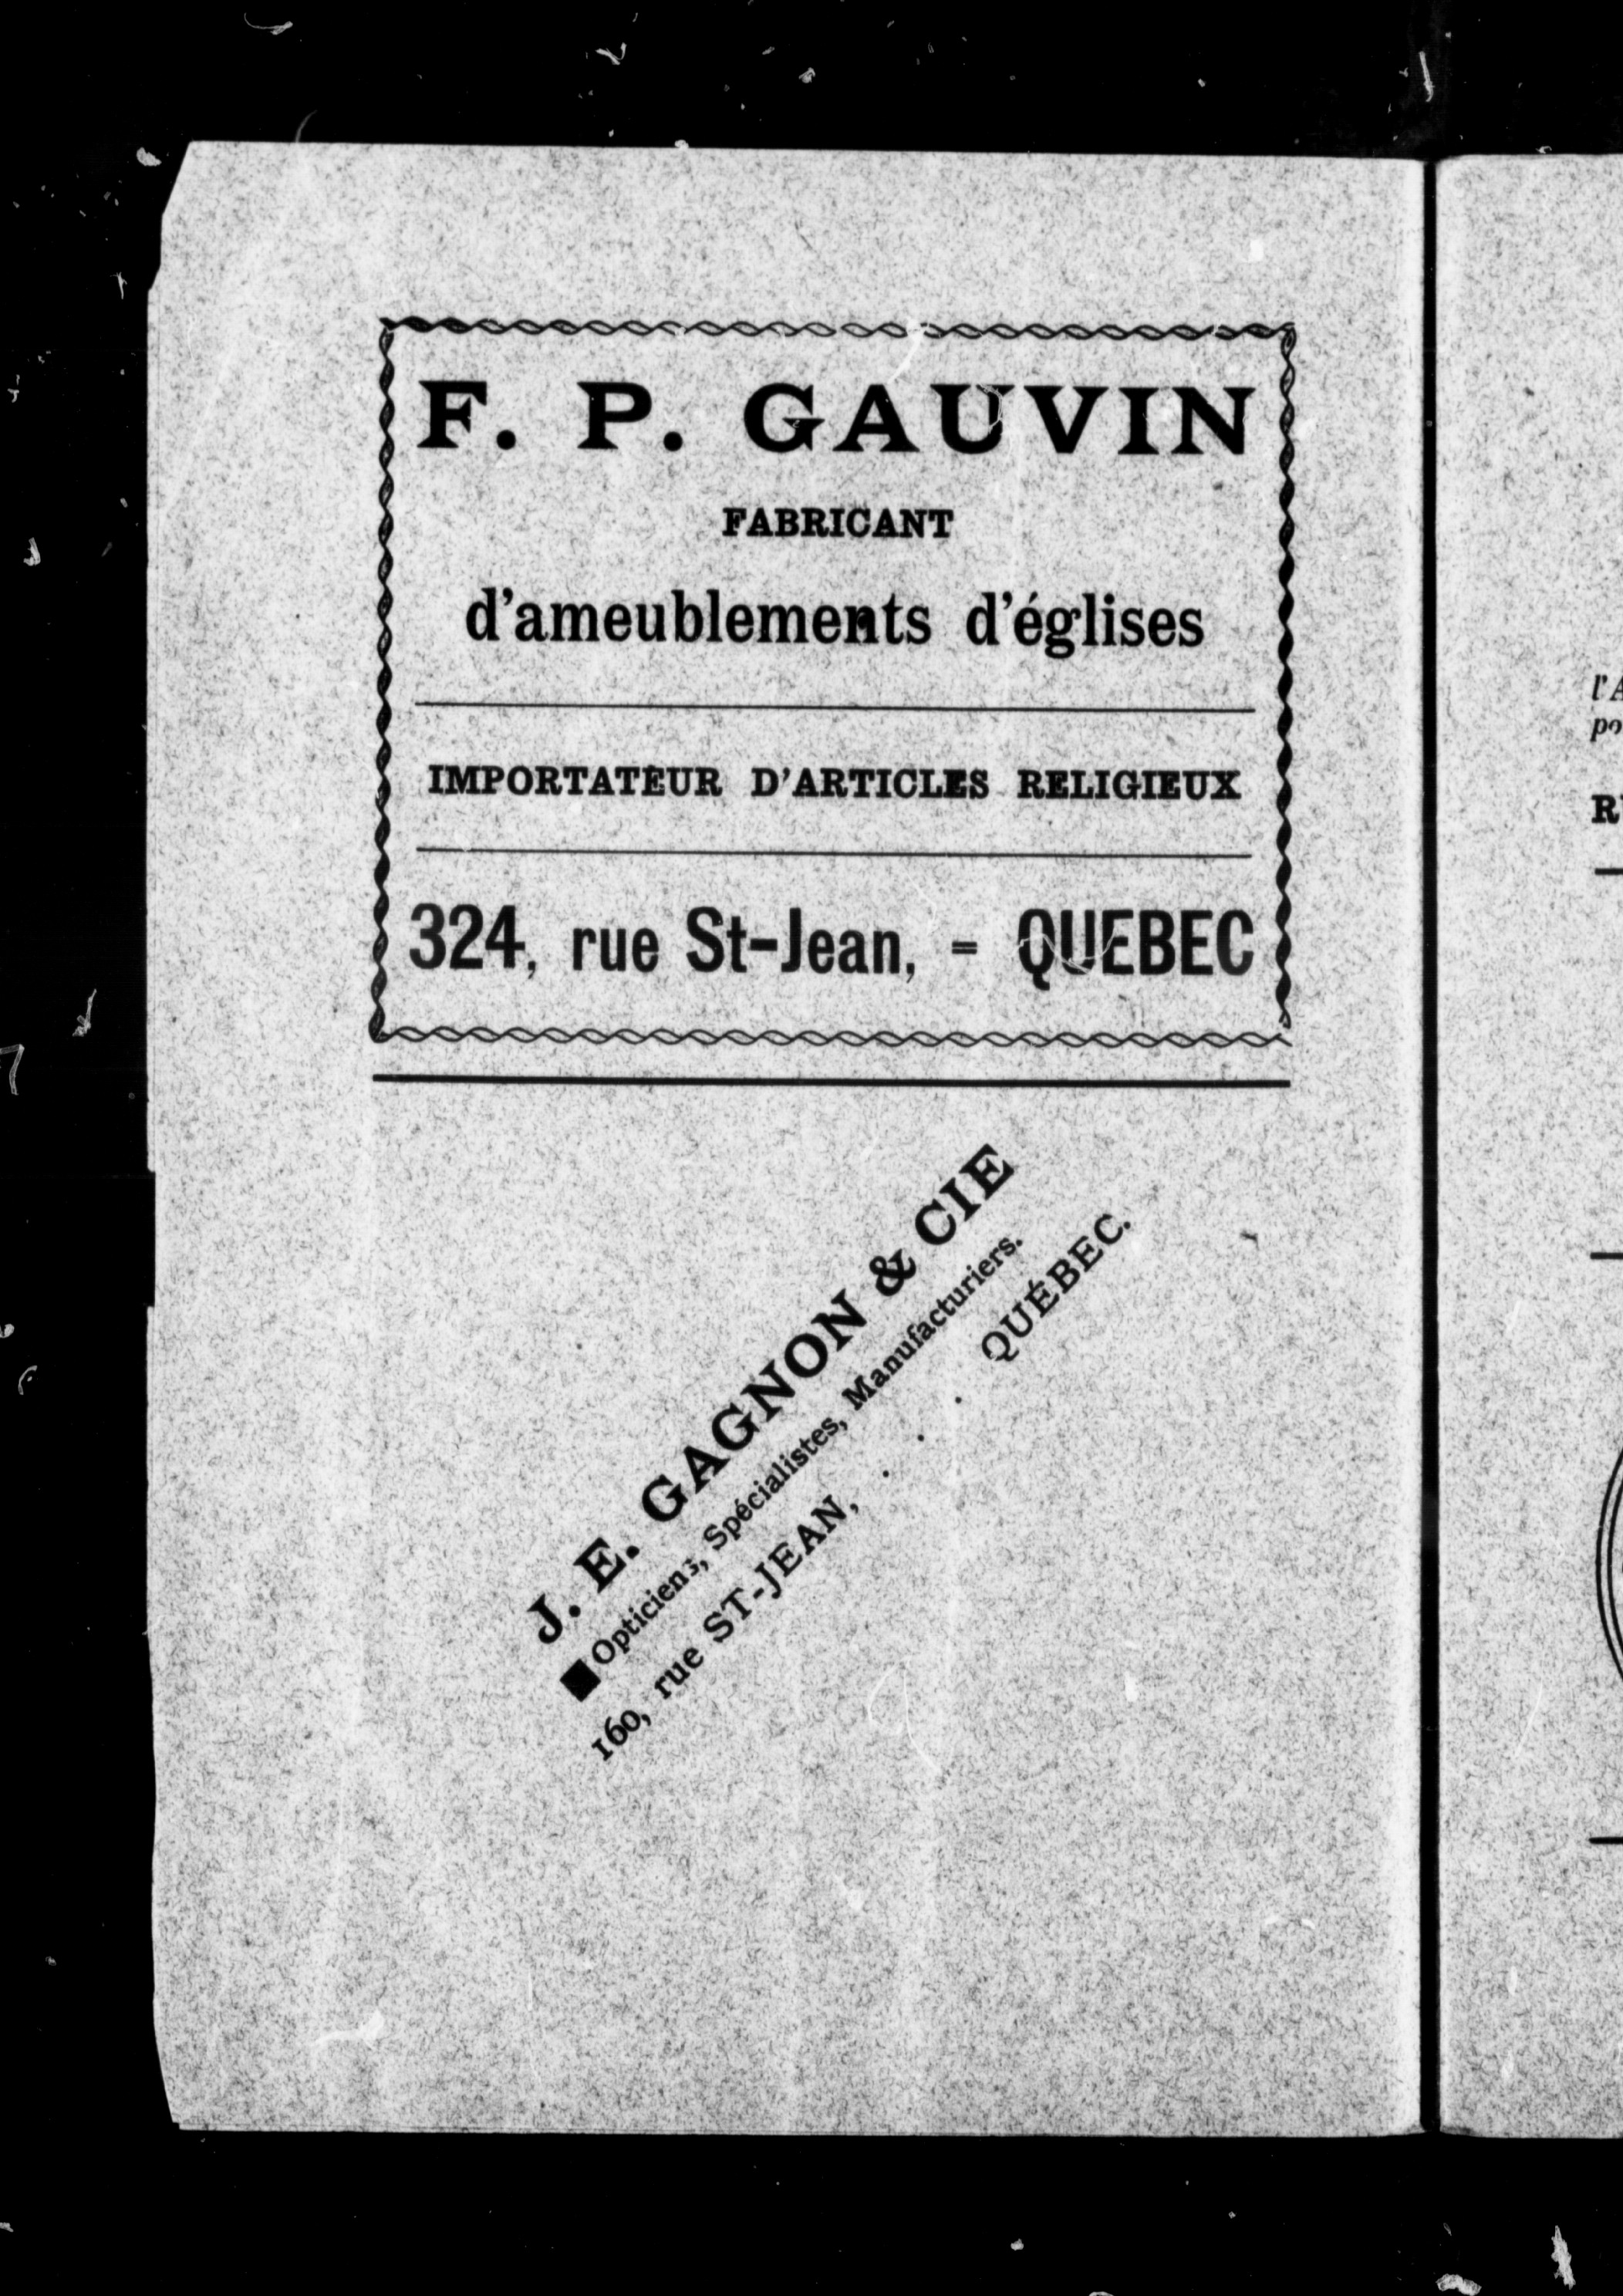 F. P. GAUVIN
FABRICANT
d'ameublements d'églises
IMPORTATEUR D'ARTICLES RELIGIEUX
324, rue St-Jean, - QUEBEC
J. E. GAGNON & CIE
Opticiens, Spécialistes, Manufacturiers.
160, rue ST-JEAN, . . . QUÉBEC.